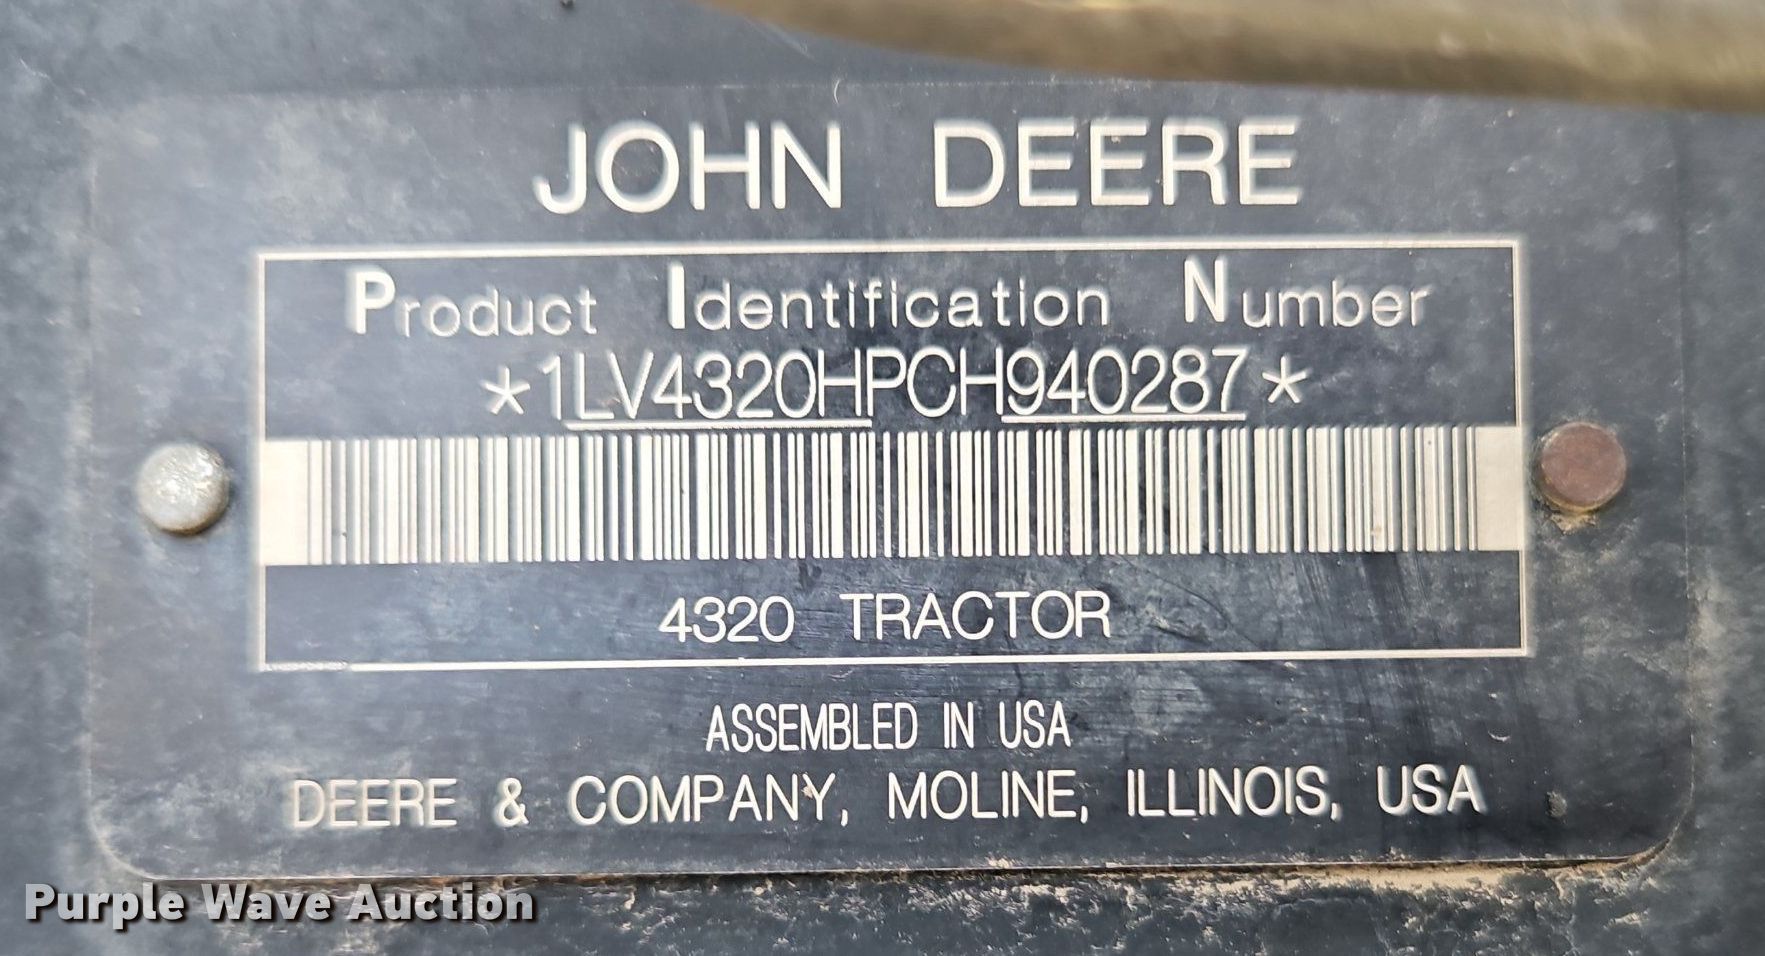 JOHN DEERE
Product Identification Number
*1LV4320HPCH940287*
4320 TRACTOR
ASSEMBLED IN USA
DEERE & COMPANY, MOLINE, ILLINOIS, USA
Purple Wave Auction